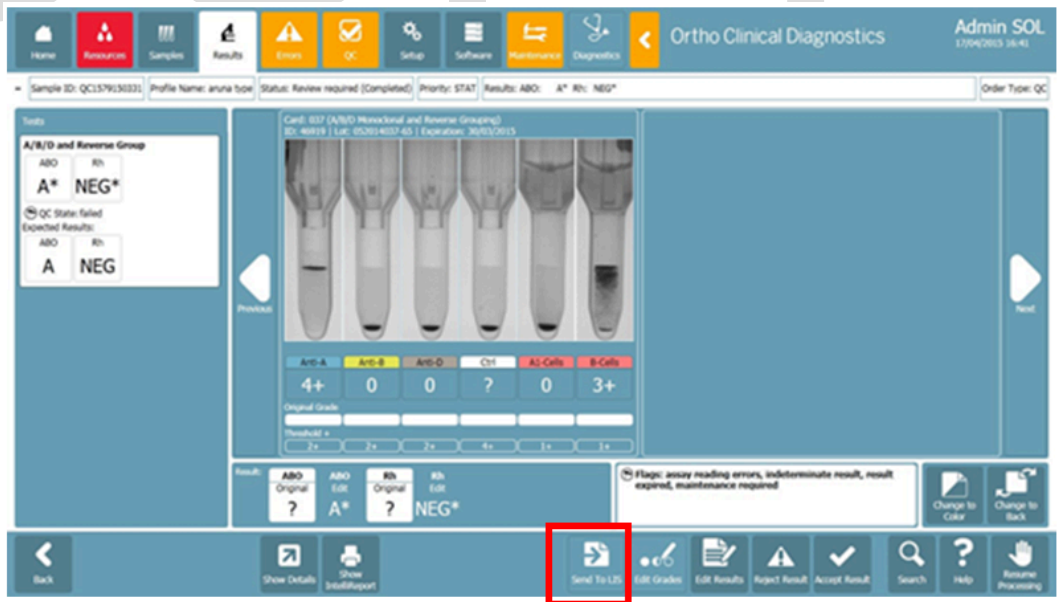 Home
Resources
Samples
Results
Errors
QC
Setup
Software
Maintenance
Diagnostics
Ortho Clinical Diagnostics
Admin SOL
17/04/2015 16:41
Sample ID: QC1579150331 Profile Name: aruna type Status: Review required (Completed) Priority: STAT Results: ABO: A* Rh: NEG* Order Type: QC
Tests
A/B/D and Reverse Group
ABO Rh
A* NEG*
QC State: failed
Expected Results:
ABO Rh
A NEG
Card: 037 (A/B/D Monoclonal and Reverse Grouping)
ID: 46919 | Lot: 052014037-65 | Expiration: 30/03/2015
Previous
Next
Anti-A Anti-B Anti-D Ctrl A1-Cells B-Cells
4+ 0 0 ? 0 3+
Original Grade
Threshold +
2+ 2+ 2+ 4+ 1+ 1+
Result:
ABO ABO Rh Rh
Original Edit Original Edit
? A* ? NEG*
Flags: assay reading errors, indeterminate result, result
expired, maintenance required
Change to
Color
Change to
Back
Back
Show Details
Show
IntelliReport
Send To LIS
Edit Grades
Edit Results
Reject Result
Accept Result
Search
Help
Resume
Processing